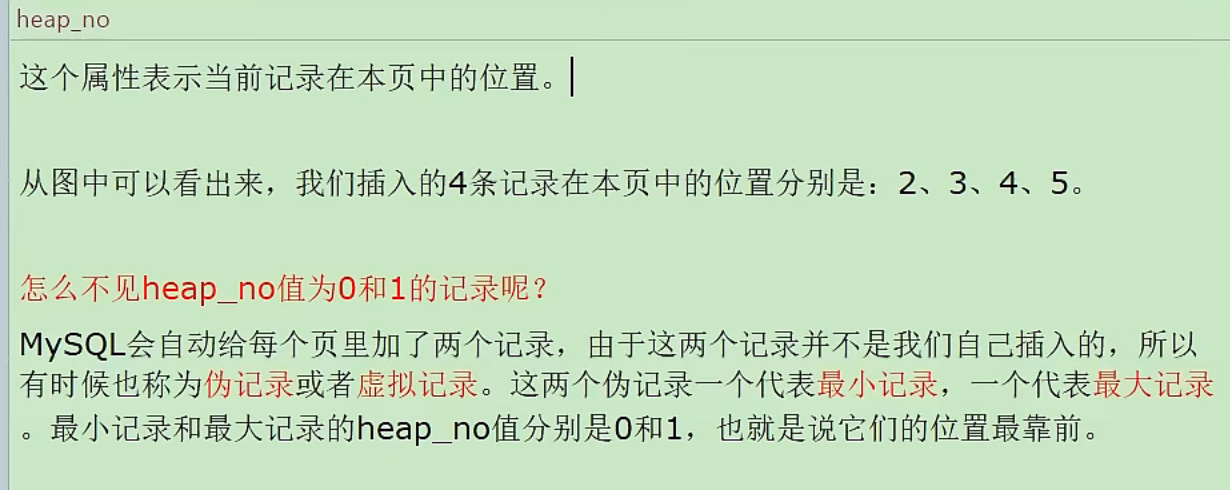 heap_no
这个属性表示当前记录在本页中的位置。
从图中可以看出来，我们插入的4条记录在本页中的位置分别是：2、3、4、5。
怎么不见heap_no值为0和1的记录呢？
MySQL会自动给每个页里加了两个记录，由于这两个记录并不是我们自己插入的，所以
有时候也称为伪记录或者虚拟记录。这两个伪记录一个代表最小记录，一个代表最大记录
。最小记录和最大记录的heap_no值分别是0和1，也就是说它们的位置最靠前。